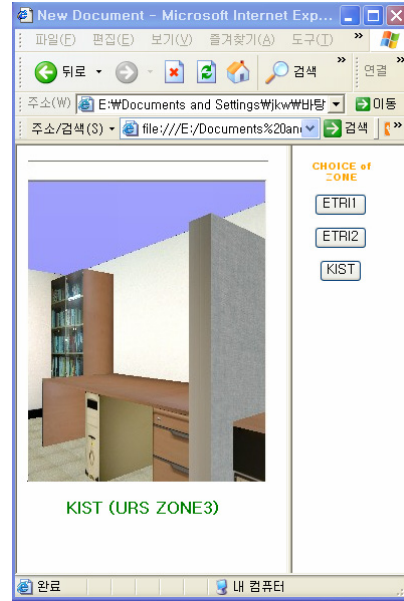 New Document - Microsoft Internet Exp...
파일(F) 편집(E) 보기(V) 즐겨찾기(A) 도구(T) »
뒤로 검색 » 연결 »
주소(W) E:₩Documents and Settings₩jkw₩바탕 이동
주소/검색(S) file:///E:/Documents%20an 검색 »
CHOICE of
ZONE
ETRI1
ETRI2
KIST
KIST (URS ZONE3)
완료 내 컴퓨터